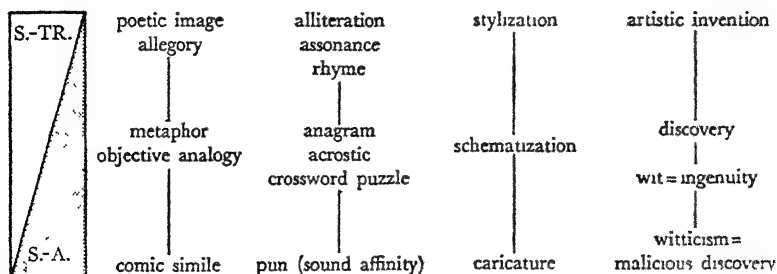 S.-TR.
poetic image
allegory
alliteration
assonance
rhyme
stylization
artistic invention
metaphor
objective analogy
anagram
acrostic
crossword puzzle
schematization
discovery
wit=ingenuity
S.-A.
comic simile
pun (sound affinity)
caricature
witticism=
malicious discovery